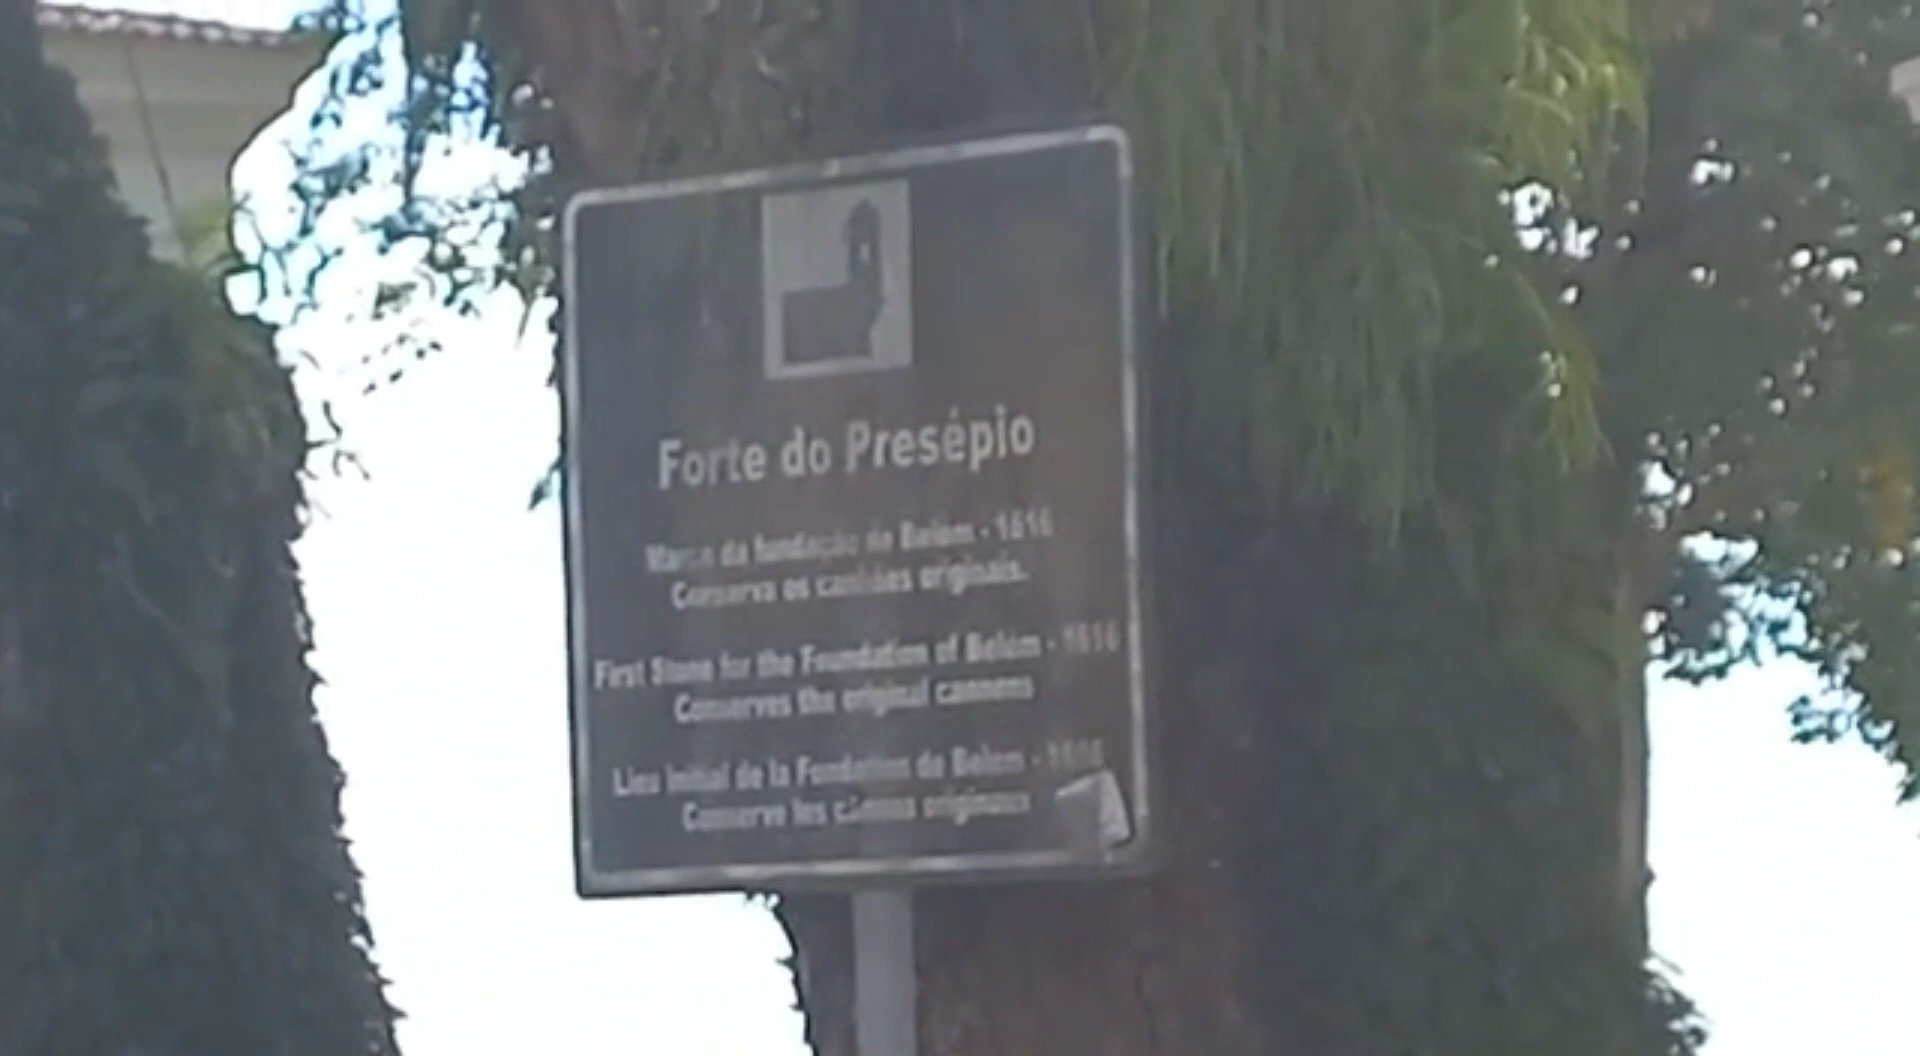 Forte do Presépio
Marco da fundação de Belém - 1616
Conserva os canhões originais.
First Stone for the Foundation of Belém - 1616
Conserves the original cannons
Lieu Initial de la Fondation de Belém - 1616
Conserve les canons originaux